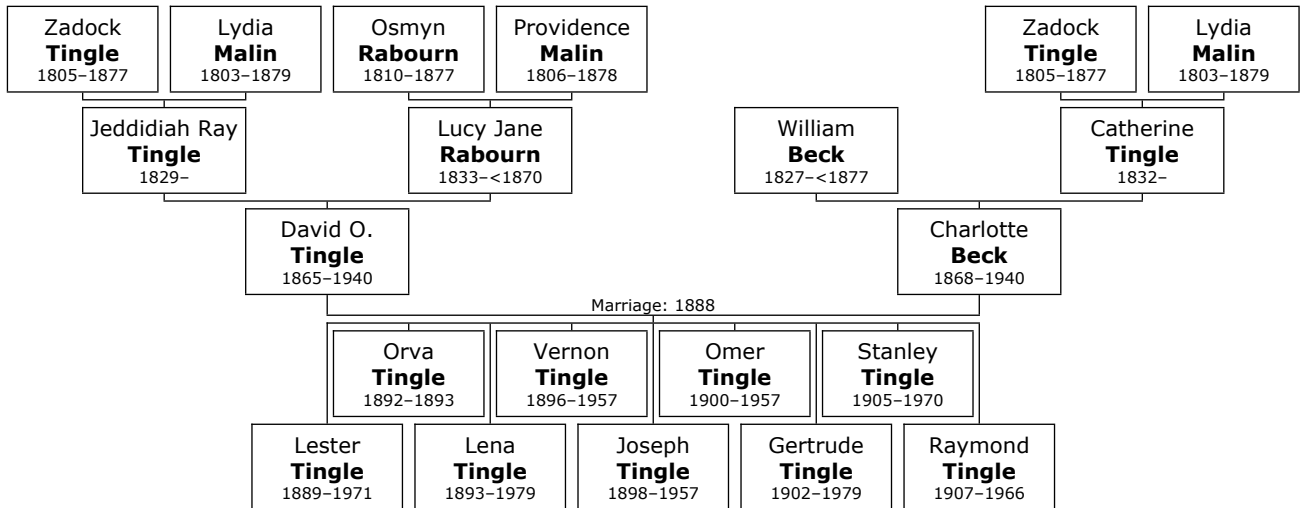 Zadock
Tingle
1805–1877
Lydia
Malin
1803–1879
Osmyn
Rabourn
1810–1877
Providence
Malin
1806–1878
Zadock
Tingle
1805–1877
Lydia
Malin
1803–1879
Jeddidiah Ray
Tingle
1829–
Lucy Jane
Rabourn
1833–<1870
William
Beck
1827–<1877
Catherine
Tingle
1832–
David O.
Tingle
1865–1940
Charlotte
Beck
1868–1940
Marriage: 1888
Orva
Tingle
1892–1893
Vernon
Tingle
1896–1957
Omer
Tingle
1900–1957
Stanley
Tingle
1905–1970
Lester
Tingle
1889–1971
Lena
Tingle
1893–1979
Joseph
Tingle
1898–1957
Gertrude
Tingle
1902–1979
Raymond
Tingle
1907–1966